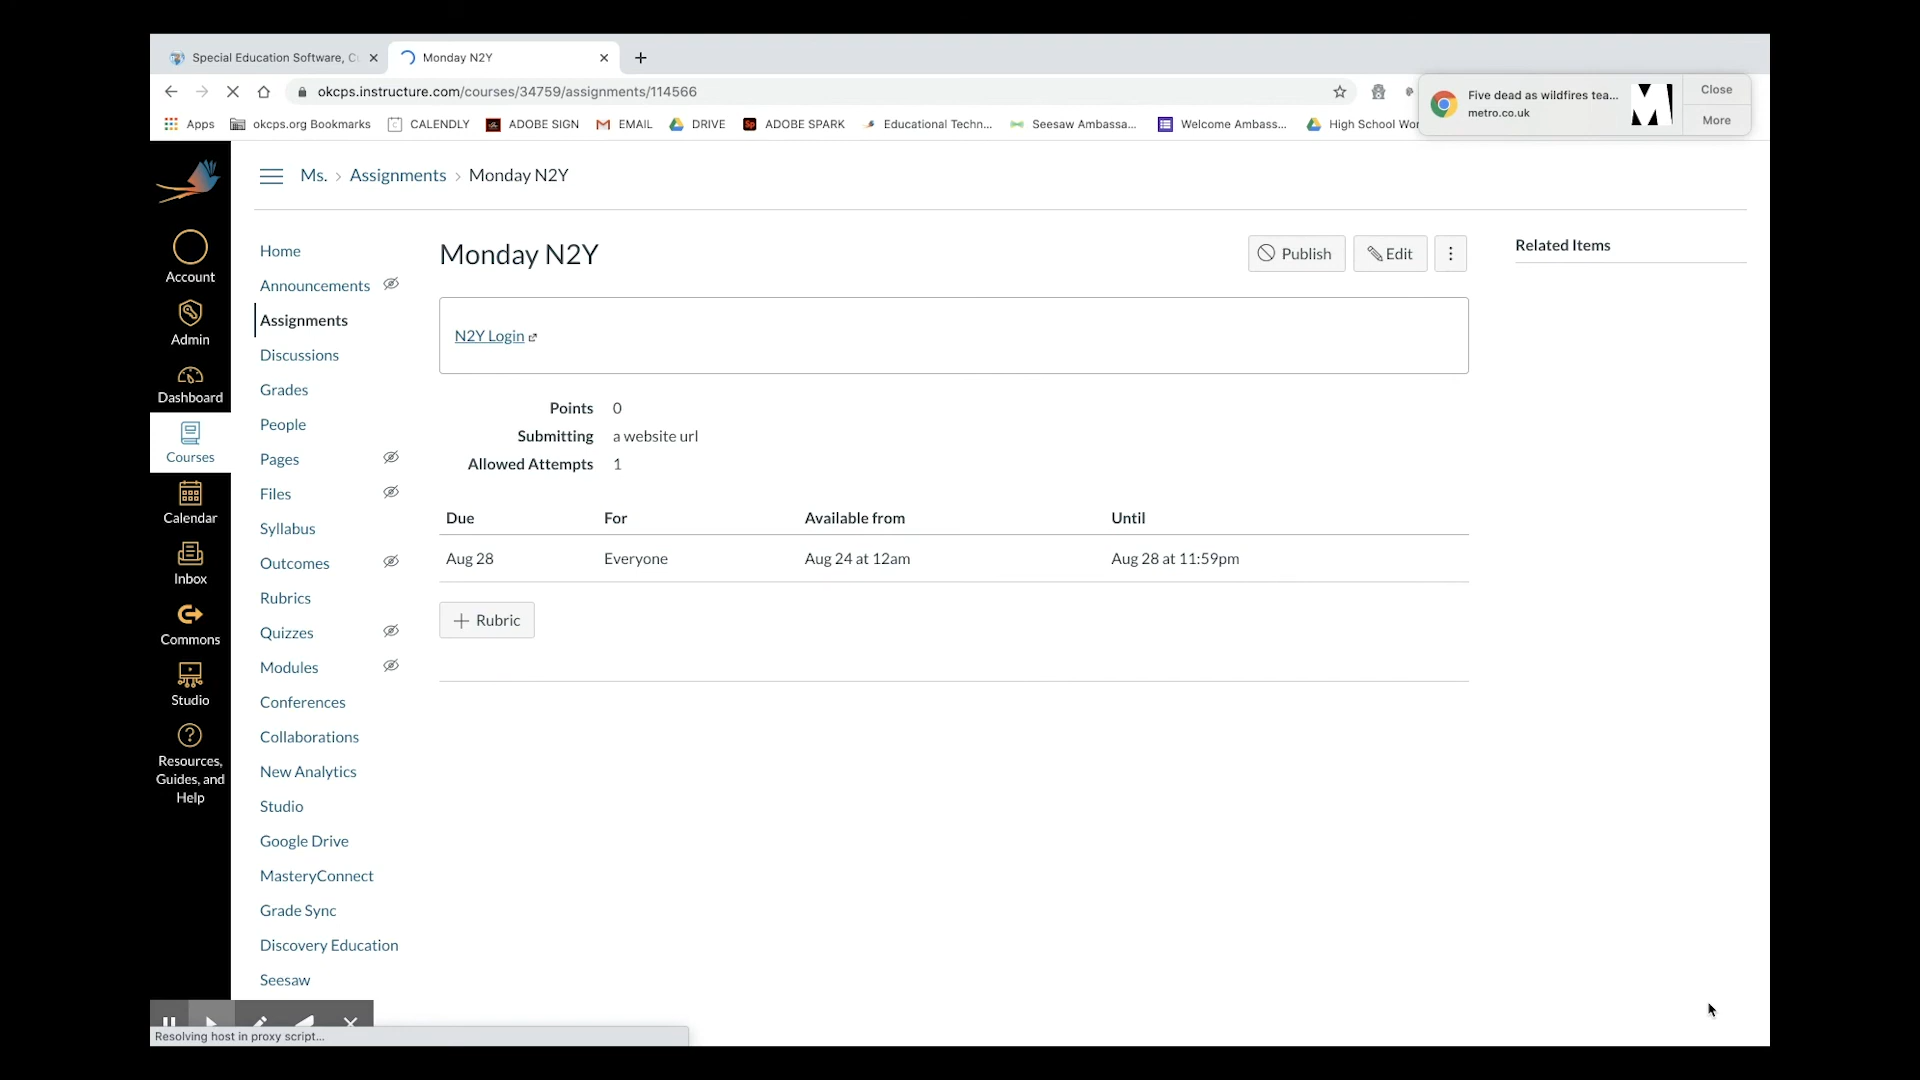 Special Education Software, C
Monday N2Y
okcps.instructure.com/courses/34759/assignments/114566
Five dead as wildfires tea...
metro.co.uk
Close
More
Apps
okcps.org Bookmarks
CALENDLY
ADOBE SIGN
EMAIL
DRIVE
Sp
ADOBE SPARK
Educational Techn...
Seesaw Ambassa...
Welcome Ambass...
High School Wor
Ms. > Assignments > Monday N2Y
Account
Admin
Dashboard
Courses
Calendar
Inbox
Commons
Studio
Resources,
Guides, and
Help
Home
Announcements
Assignments
Discussions
Grades
People
Pages
Files
Syllabus
Outcomes
Rubrics
Quizzes
Modules
Conferences
Collaborations
New Analytics
Studio
Google Drive
MasteryConnect
Grade Sync
Discovery Education
Seesaw
Monday N2Y
Publish
Edit
N2Y Login
Points 0
Submitting a website url
Allowed Attempts 1
Due For Available from Until
Aug 28 Everyone Aug 24 at 12am Aug 28 at 11:59pm
+ Rubric
Related Items
Resolving host in proxy script...